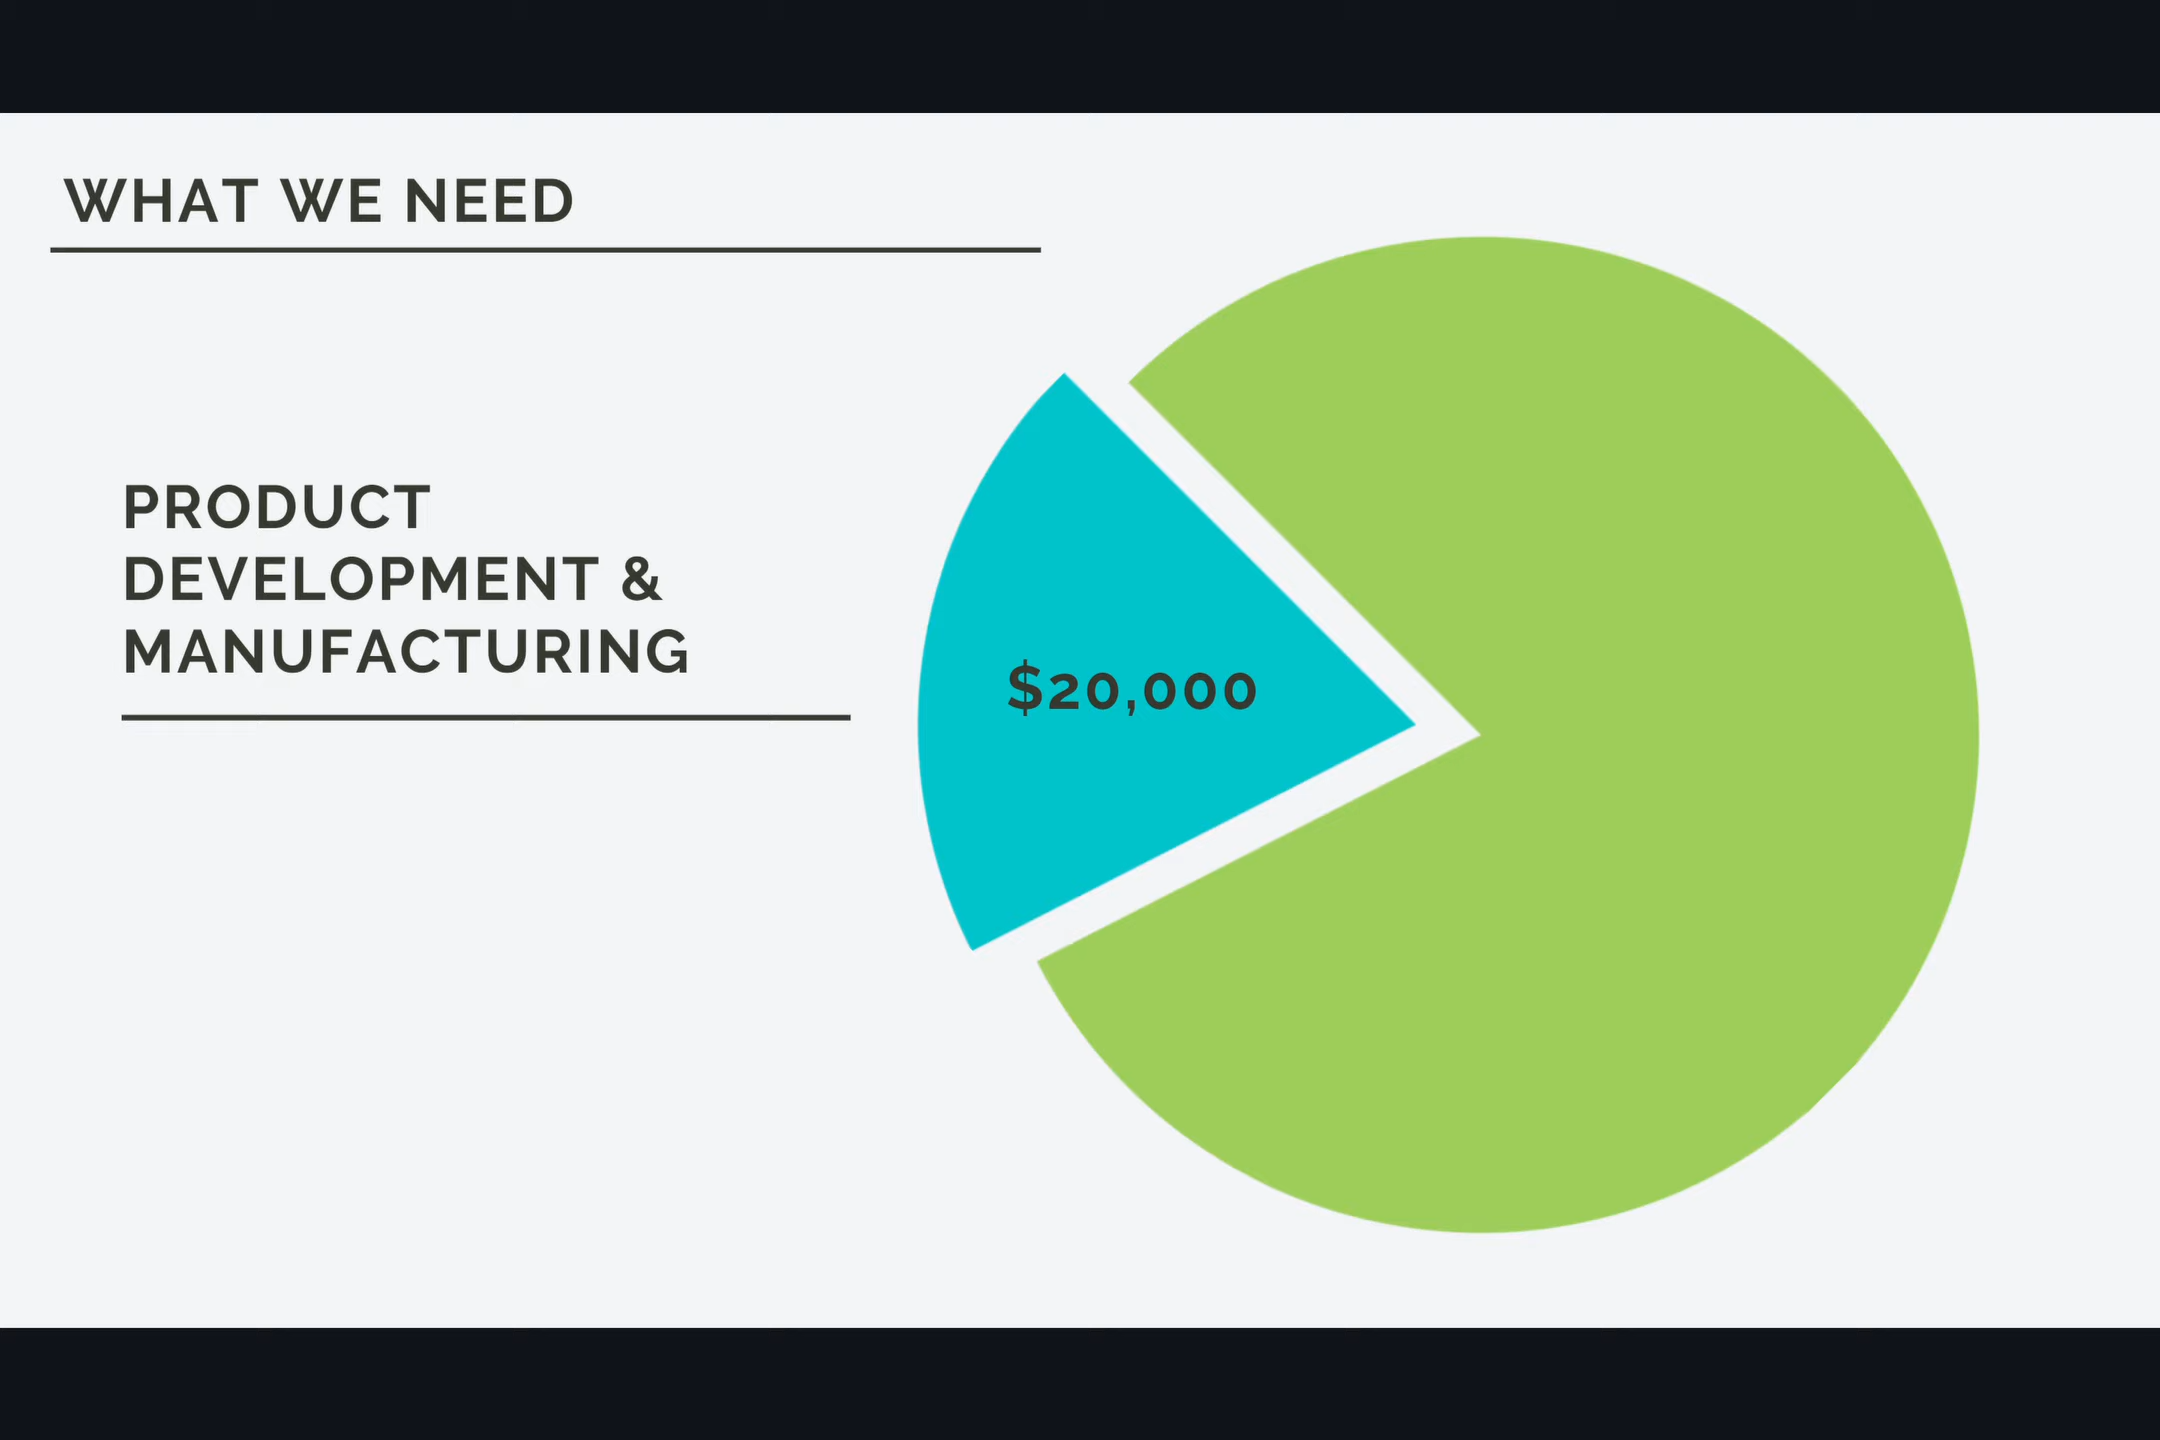 WHAT WE NEED
PRODUCT
DEVELOPMENT &
MANUFACTURING
$20,000